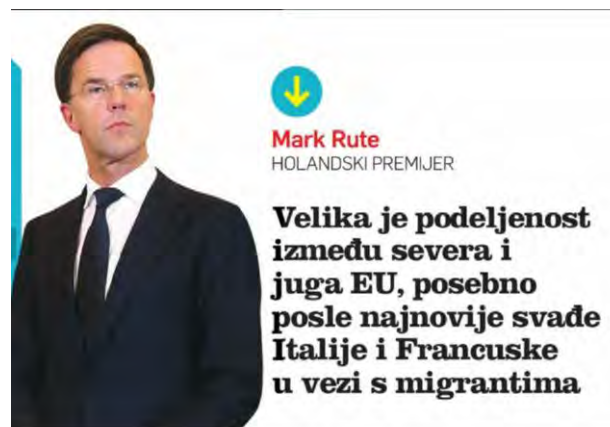 Mark Rute
HOLANDSKI PREMIJER
Velika je podeljenost
između severa i
juga EU, posebno
posle najnovije svađe
Italije i Francuske
u vezi s migrantima